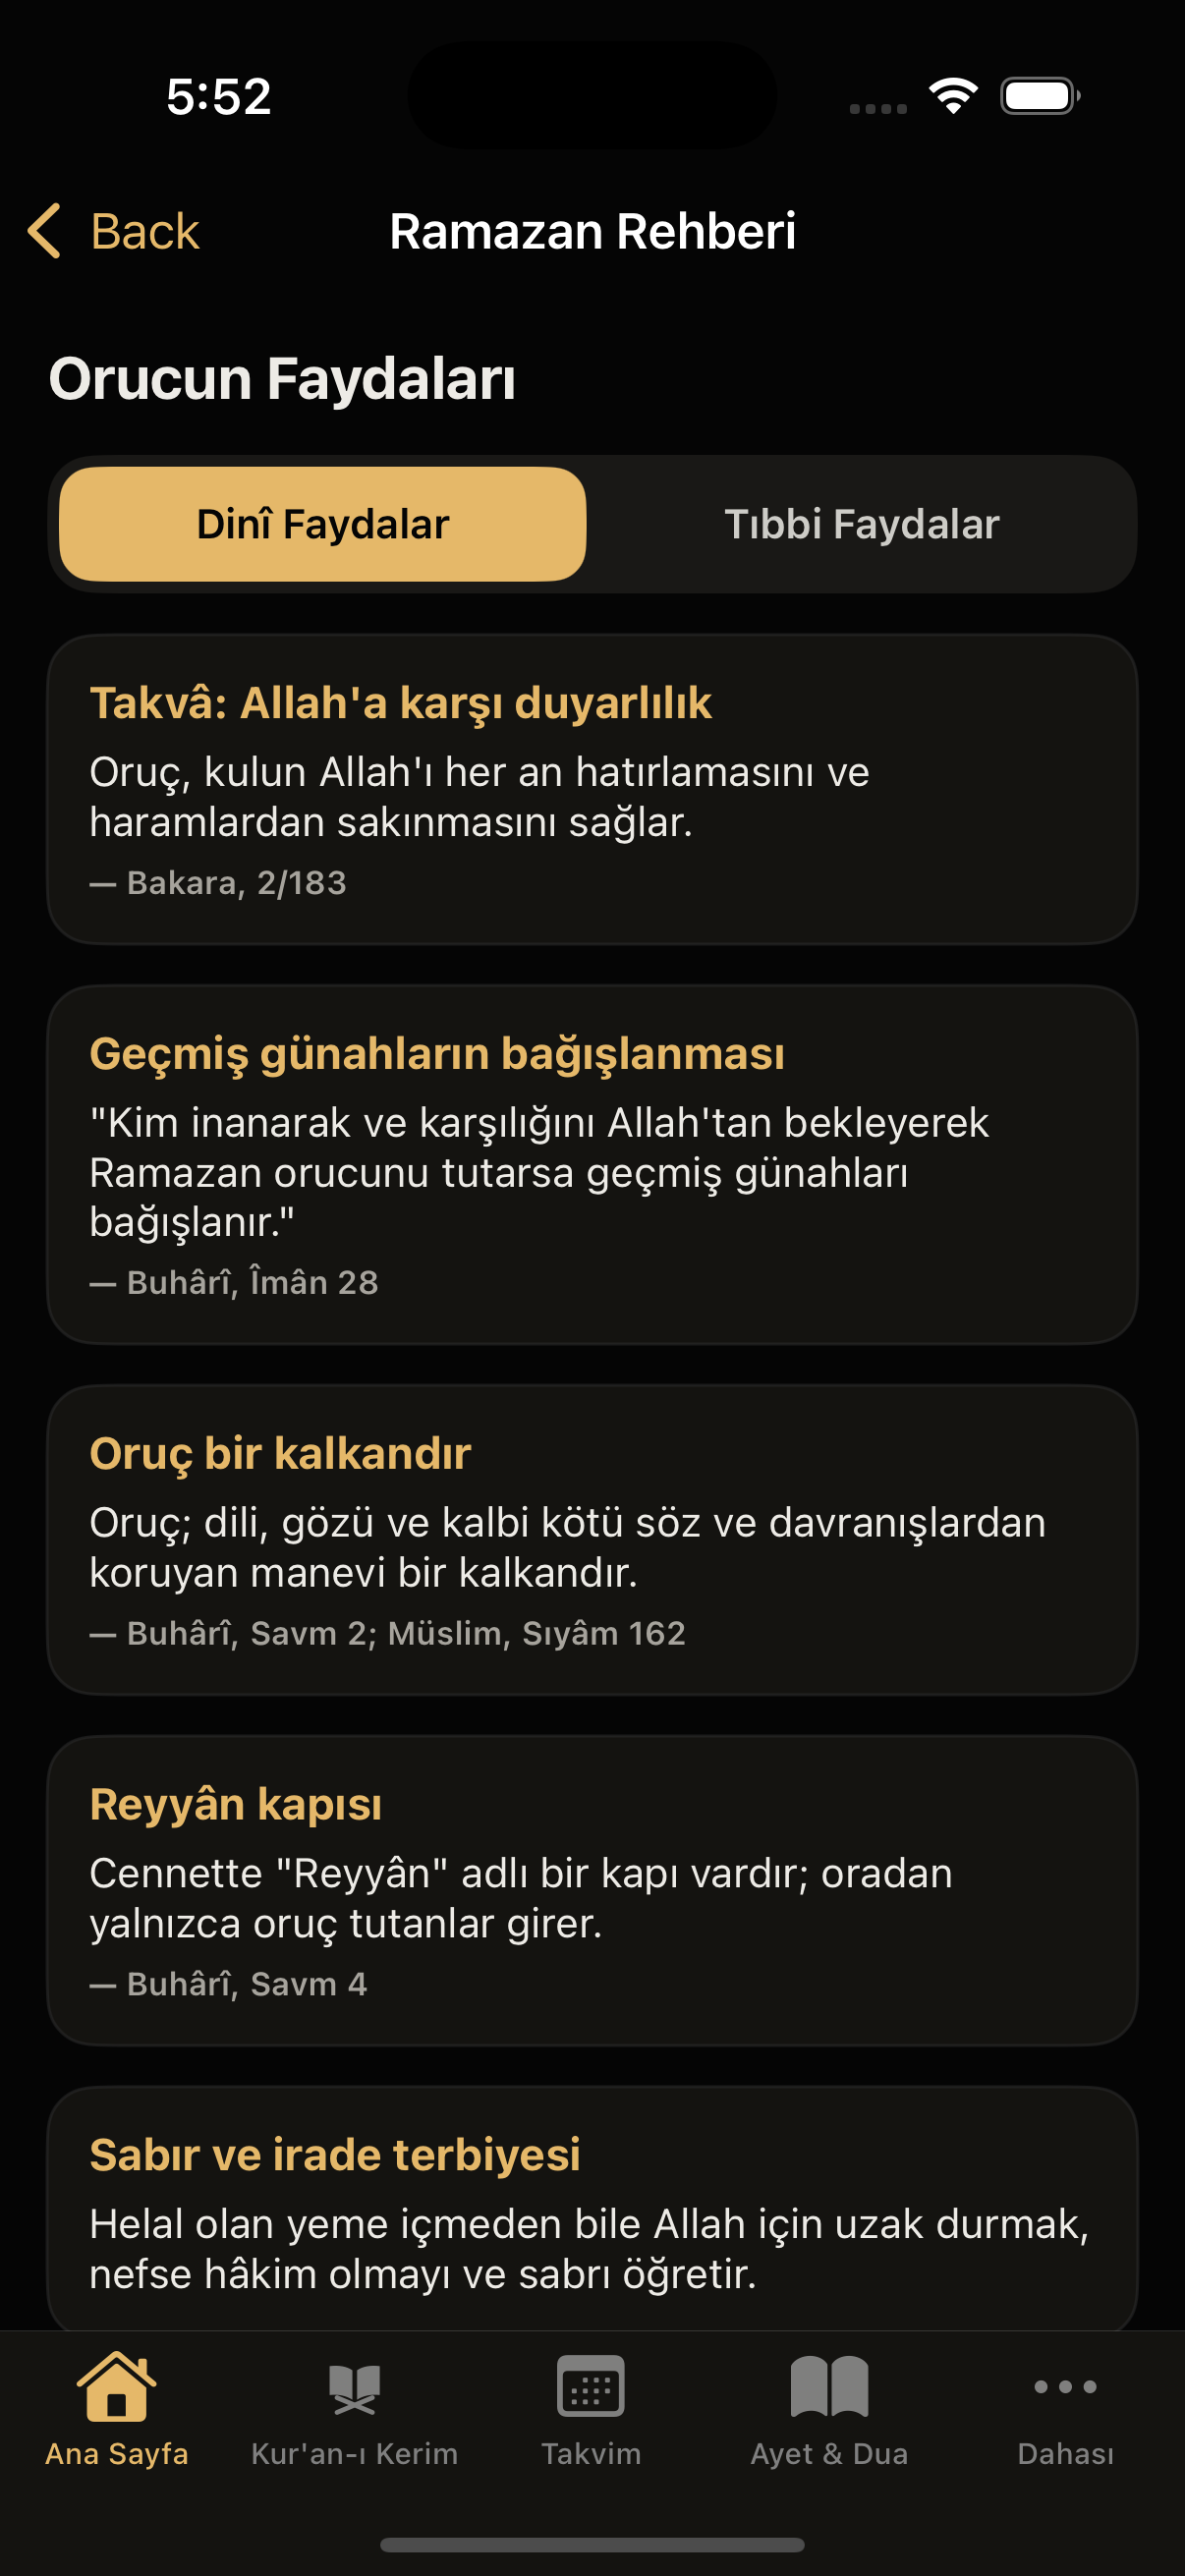 5:52
Back
Ramazan Rehberi
Orucun Faydaları
Dinî Faydalar
Tıbbi Faydalar
Takvâ: Allah'a karşı duyarlılık
Oruç, kulun Allah'ı her an hatırlamasını ve
haramlardan sakınmasını sağlar.
— Bakara, 2/183
Geçmiş günahların bağışlanması
"Kim inanarak ve karşılığını Allah'tan bekleyerek
Ramazan orucunu tutarsa geçmiş günahları
bağışlanır."
— Buhârî, Îmân 28
Oruç bir kalkandır
Oruç; dili, gözü ve kalbi kötü söz ve davranışlardan
koruyan manevi bir kalkandır.
— Buhârî, Savm 2; Müslim, Sıyâm 162
Reyyân kapısı
Cennette "Reyyân" adlı bir kapı vardır; oradan
yalnızca oruç tutanlar girer.
— Buhârî, Savm 4
Sabır ve irade terbiyesi
Helal olan yeme içmeden bile Allah için uzak durmak,
nefse hâkim olmayı ve sabrı öğretir.
Ana Sayfa
Kur'an-ı Kerim
Takvim
Ayet & Dua
Dahası